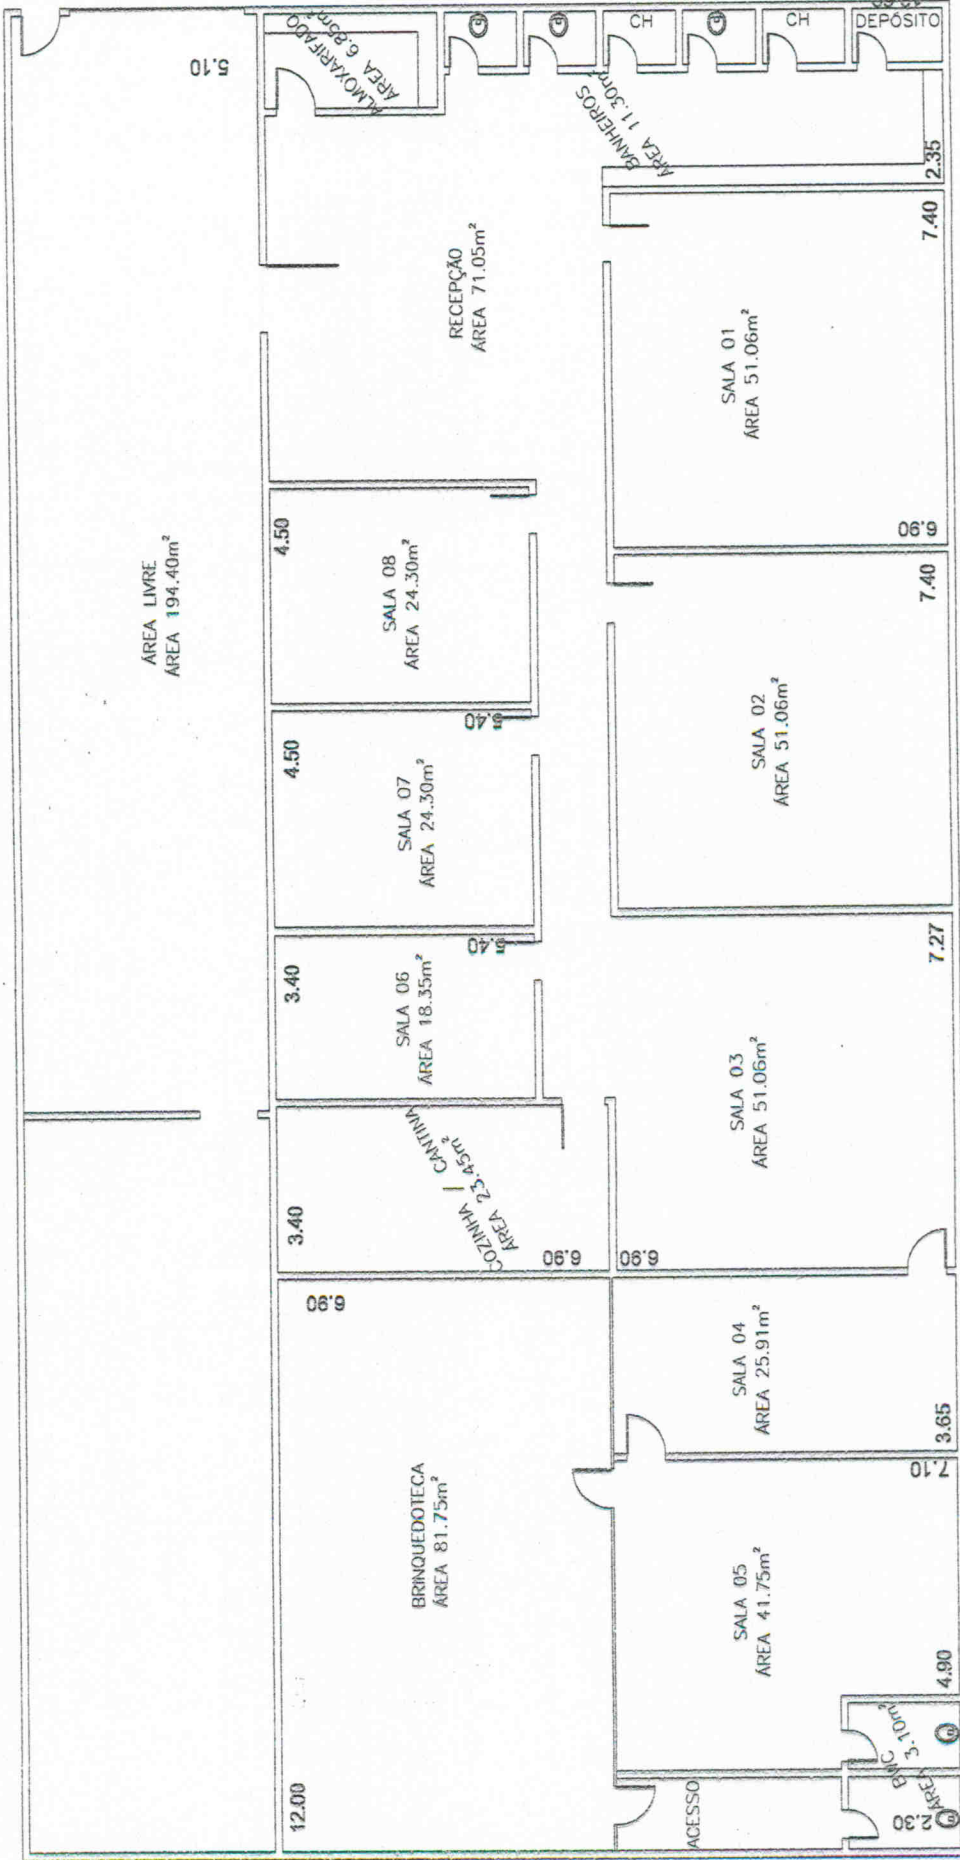 12.60
5.10
ALMOXARIFADO
ÁREA 6.85m²
CH
CH
DEPÓSITO
BANHEIROS
ÁREA 11.30m²
2.35
7.40
RECEPÇÃO
ÁREA 71.05m²
SALA 01
ÁREA 51.06m²
6.90
ÁREA LIVRE
ÁREA 194.40m²
4.50
SALA 08
ÁREA 24.30m²
5.40
7.40
SALA 02
ÁREA 51.06m²
4.50
SALA 07
ÁREA 24.30m²
5.40
3.40
SALA 06
ÁREA 18.35m²
7.27
SALA 03
ÁREA 51.06m²
6.90
3.40
COZINHA | CANTINA
ÁREA 23.45m²
6.90
6.90
SALA 04
ÁREA 25.91m²
3.65
BRINQUEDOTECA
ÁREA 81.75m²
12.00
7.10
SALA 05
ÁREA 41.75m²
4.90
ACESSO
BWC
ÁREA 3.10m²
2.30